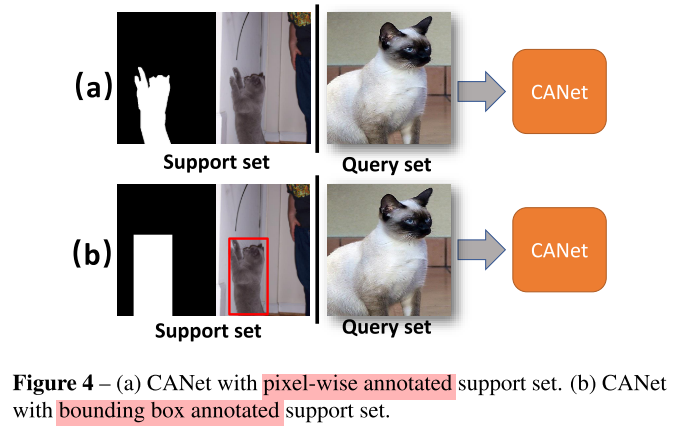 (a)
CANet
Support set
Query set
(b)
CANet
Support set
Query set
Figure 4 – (a) CANet with pixel-wise annotated support set. (b) CANet
with bounding box annotated support set.